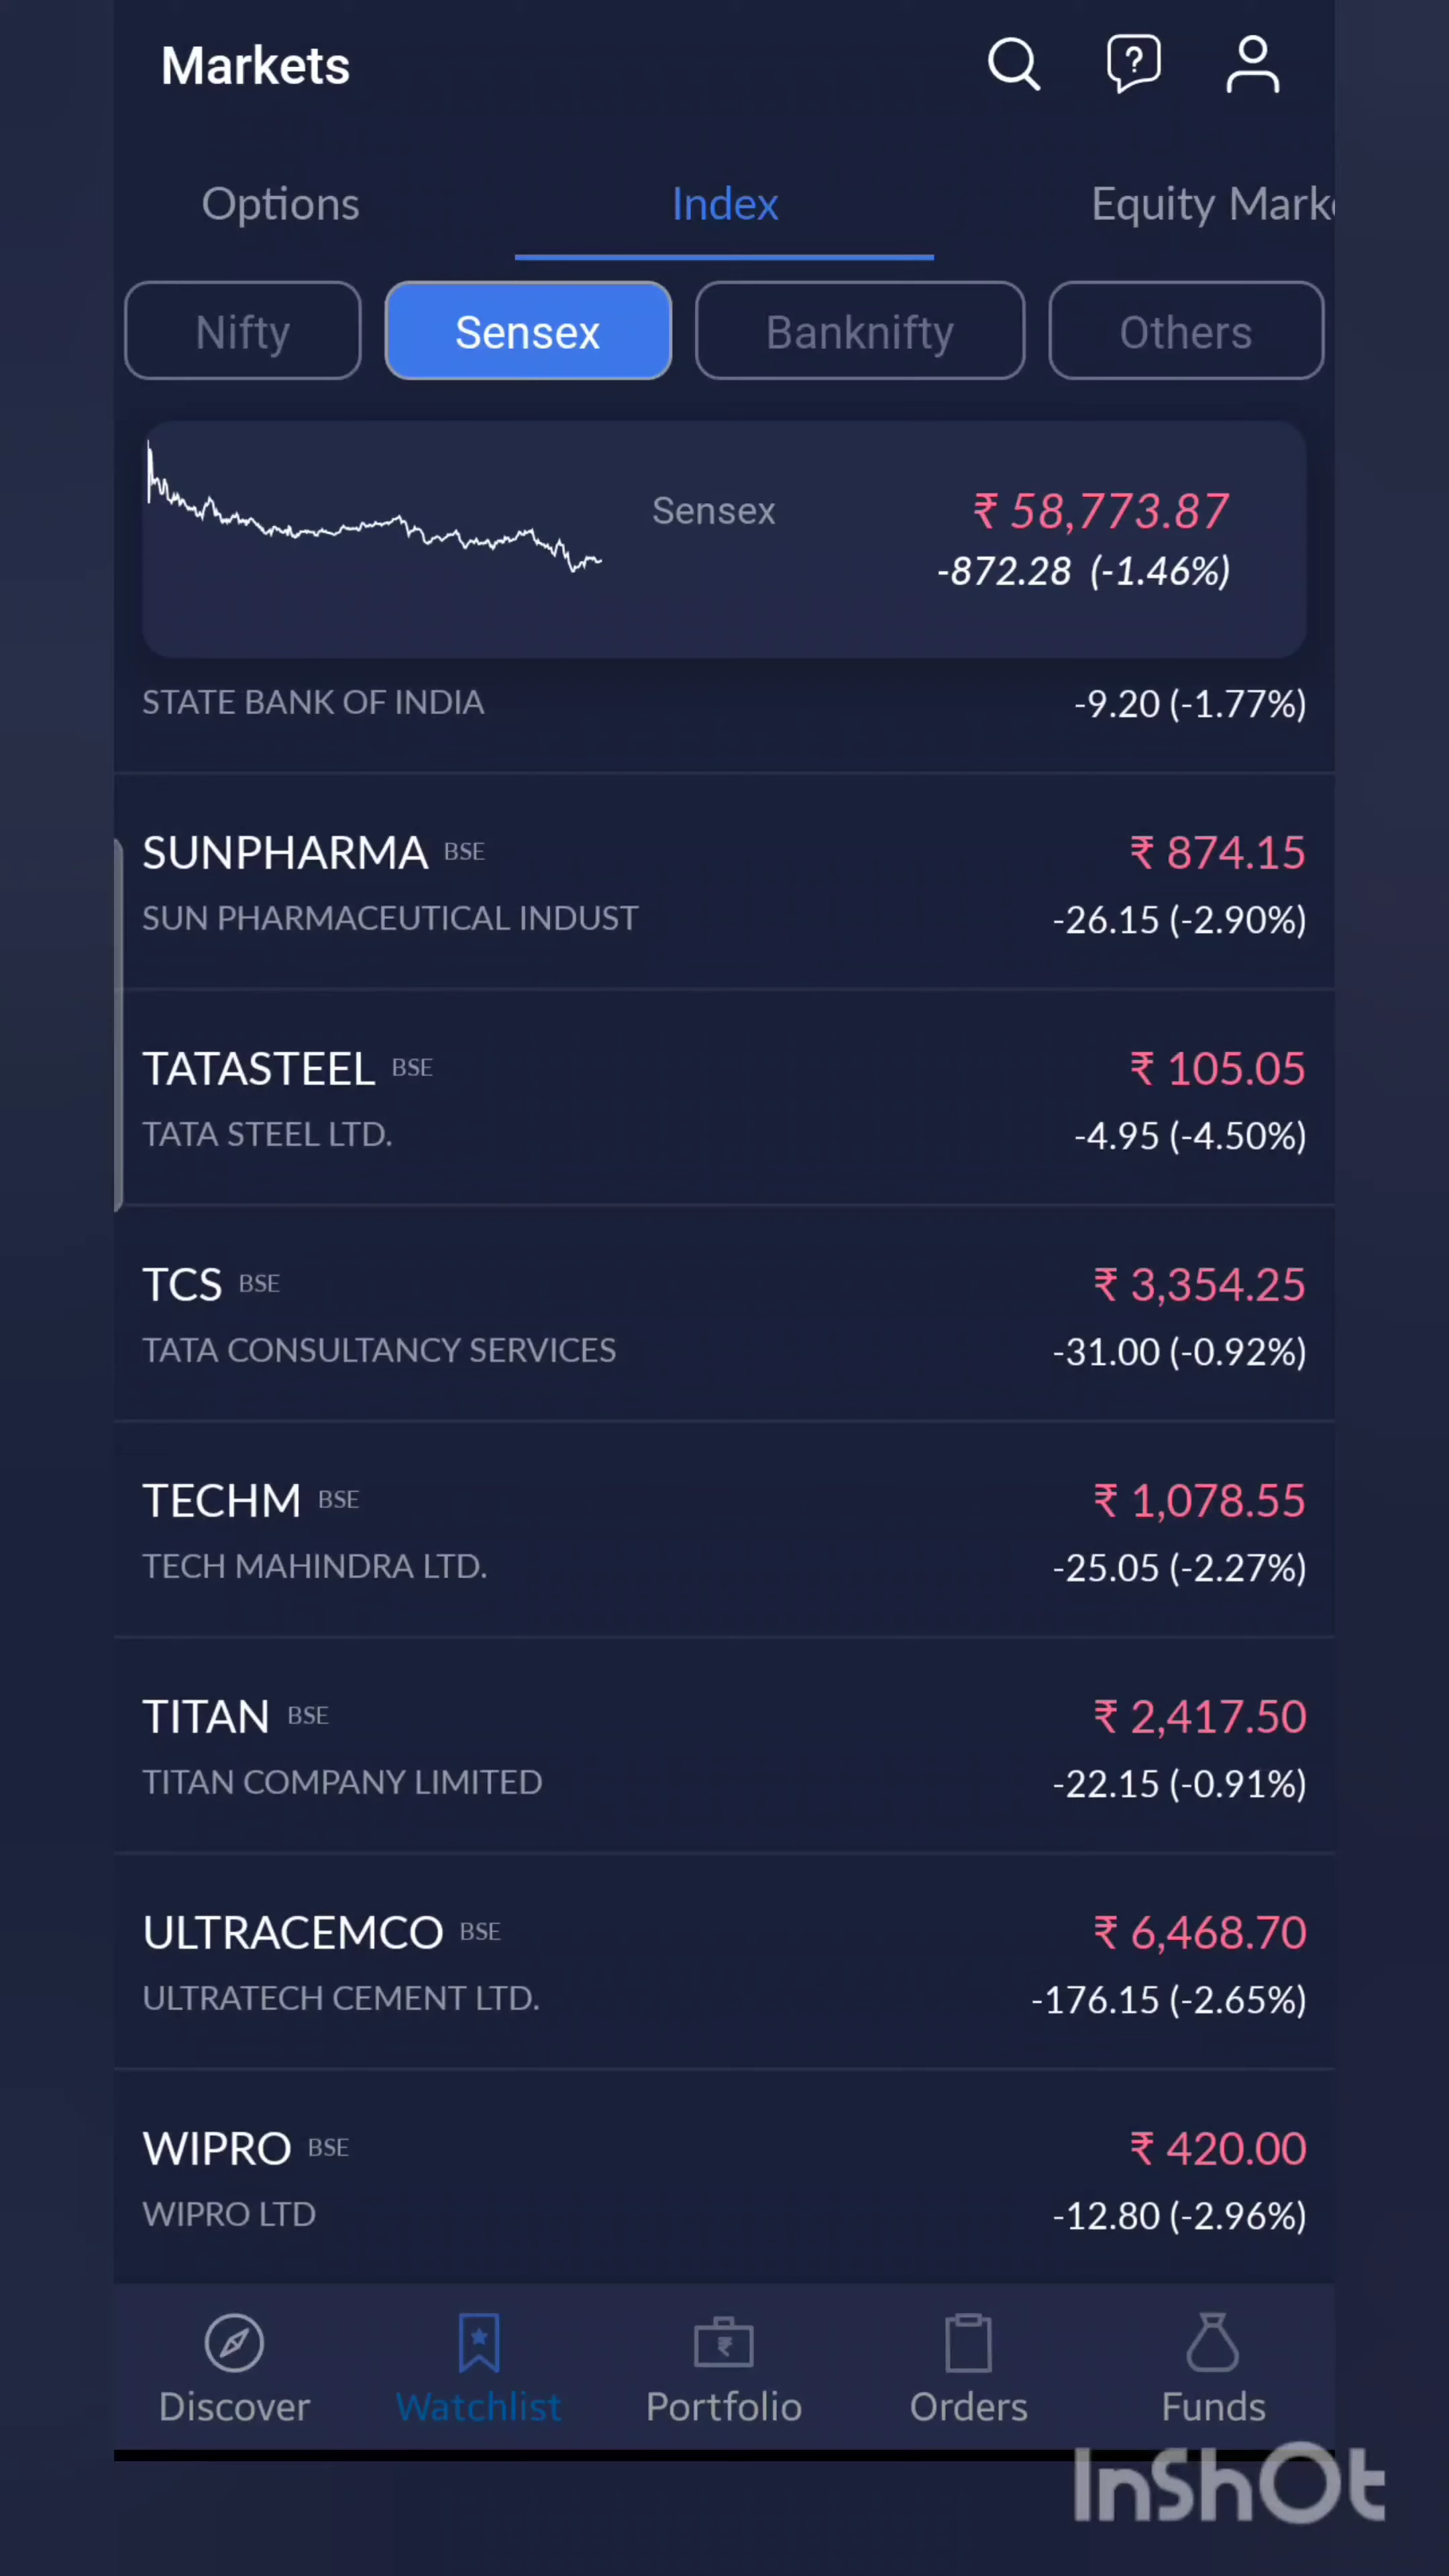 Markets
Options Index Equity Mark
Nifty Sensex Banknifty Others
Sensex ₹ 58,773.87
-872.28 (-1.46%)
STATE BANK OF INDIA -9.20 (-1.77%)
SUNPHARMA BSE ₹ 874.15
SUN PHARMACEUTICAL INDUST -26.15 (-2.90%)
TATASTEEL BSE ₹ 105.05
TATA STEEL LTD. -4.95 (-4.50%)
TCS BSE ₹ 3,354.25
TATA CONSULTANCY SERVICES -31.00 (-0.92%)
TECHM BSE ₹ 1,078.55
TECH MAHINDRA LTD. -25.05 (-2.27%)
TITAN BSE ₹ 2,417.50
TITAN COMPANY LIMITED -22.15 (-0.91%)
ULTRACEMCO BSE ₹ 6,468.70
ULTRATECH CEMENT LTD. -176.15 (-2.65%)
WIPRO BSE ₹ 420.00
WIPRO LTD -12.80 (-2.96%)
Discover Watchlist Portfolio Orders Funds
InShOt